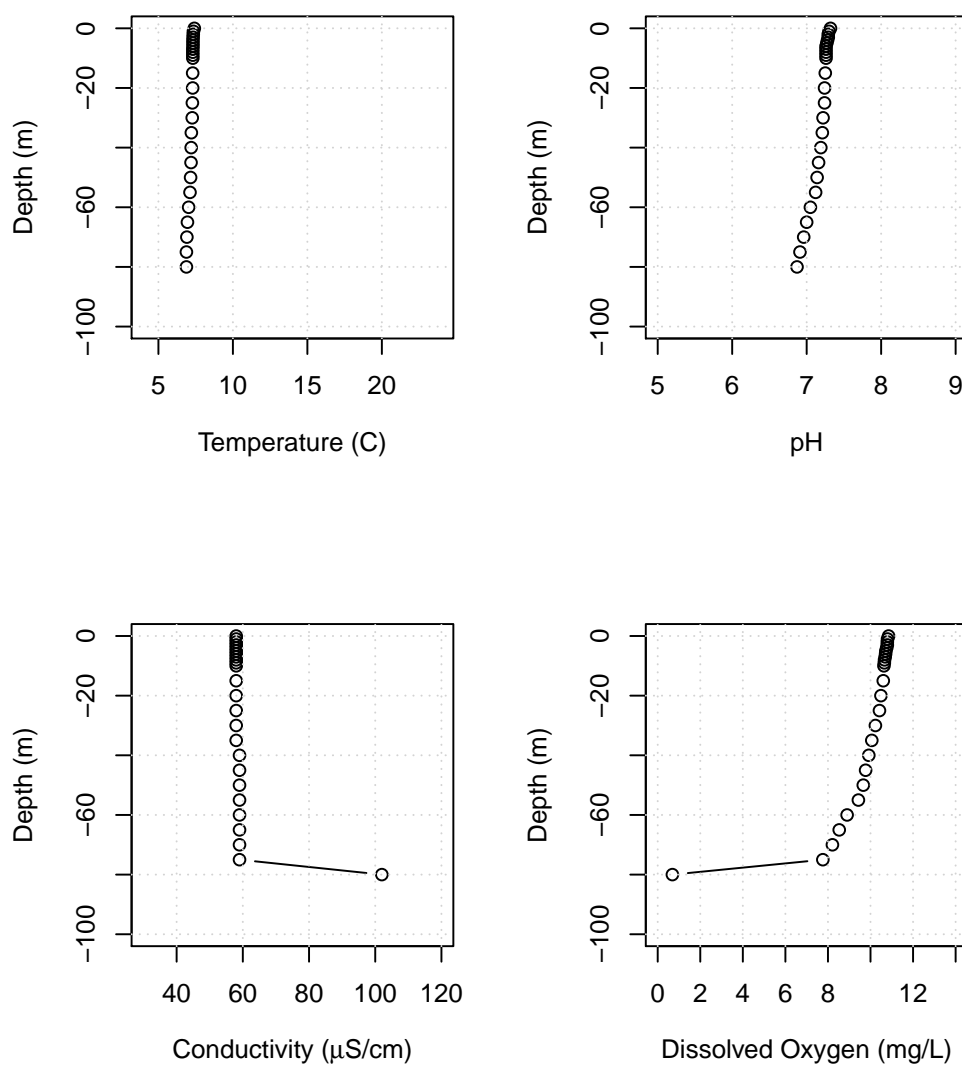 0
−20
−60
−100
Depth (m)
5 10 15 20
Temperature (C)
0
−20
−60
−100
Depth (m)
5 6 7 8 9
pH
0
−20
−60
−100
Depth (m)
40 60 80 100 120
Conductivity (μS/cm)
0
−20
−60
−100
Depth (m)
0 2 4 6 8 12
Dissolved Oxygen (mg/L)